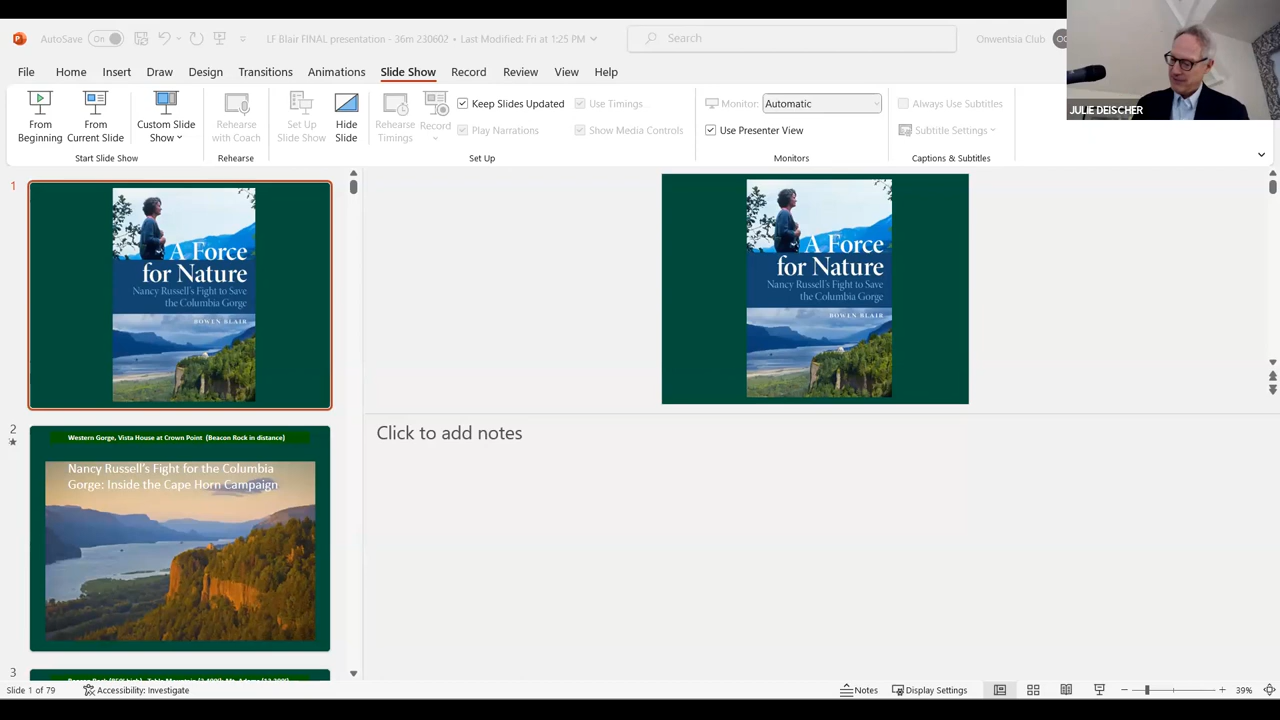 AutoSave On
LF Blair FINAL presentation - 36m 230602 • Last Modified: Fri at 1:25 PM
Search
Onwentsia Club
JULIE DEISCHER
File Home Insert Draw Design Transitions Animations Slide Show Record Review View Help
From Beginning
From Current Slide
Custom Slide Show
Start Slide Show
Rehearse with Coach
Rehearse
Set Up Slide Show
Hide Slide
Rehearse Timings
Record
Keep Slides Updated
Play Narrations
Use Timings
Show Media Controls
Set Up
Monitor: Automatic
Use Presenter View
Monitors
Always Use Subtitles
Subtitle Settings
Captions & Subtitles
1
A Force
for Nature
Nancy Russell's Fight to Save
the Columbia Gorge
BOWEN BLAIR
2
Western Gorge, Vista House at Crown Point (Beacon Rock in distance)
Nancy Russell's Fight for the Columbia
Gorge: Inside the Cape Horn Campaign
3
A Force
for Nature
Nancy Russell's Fight to Save
the Columbia Gorge
BOWEN BLAIR
Click to add notes
Slide 1 of 79
Accessibility: Investigate
Notes
Display Settings
39%